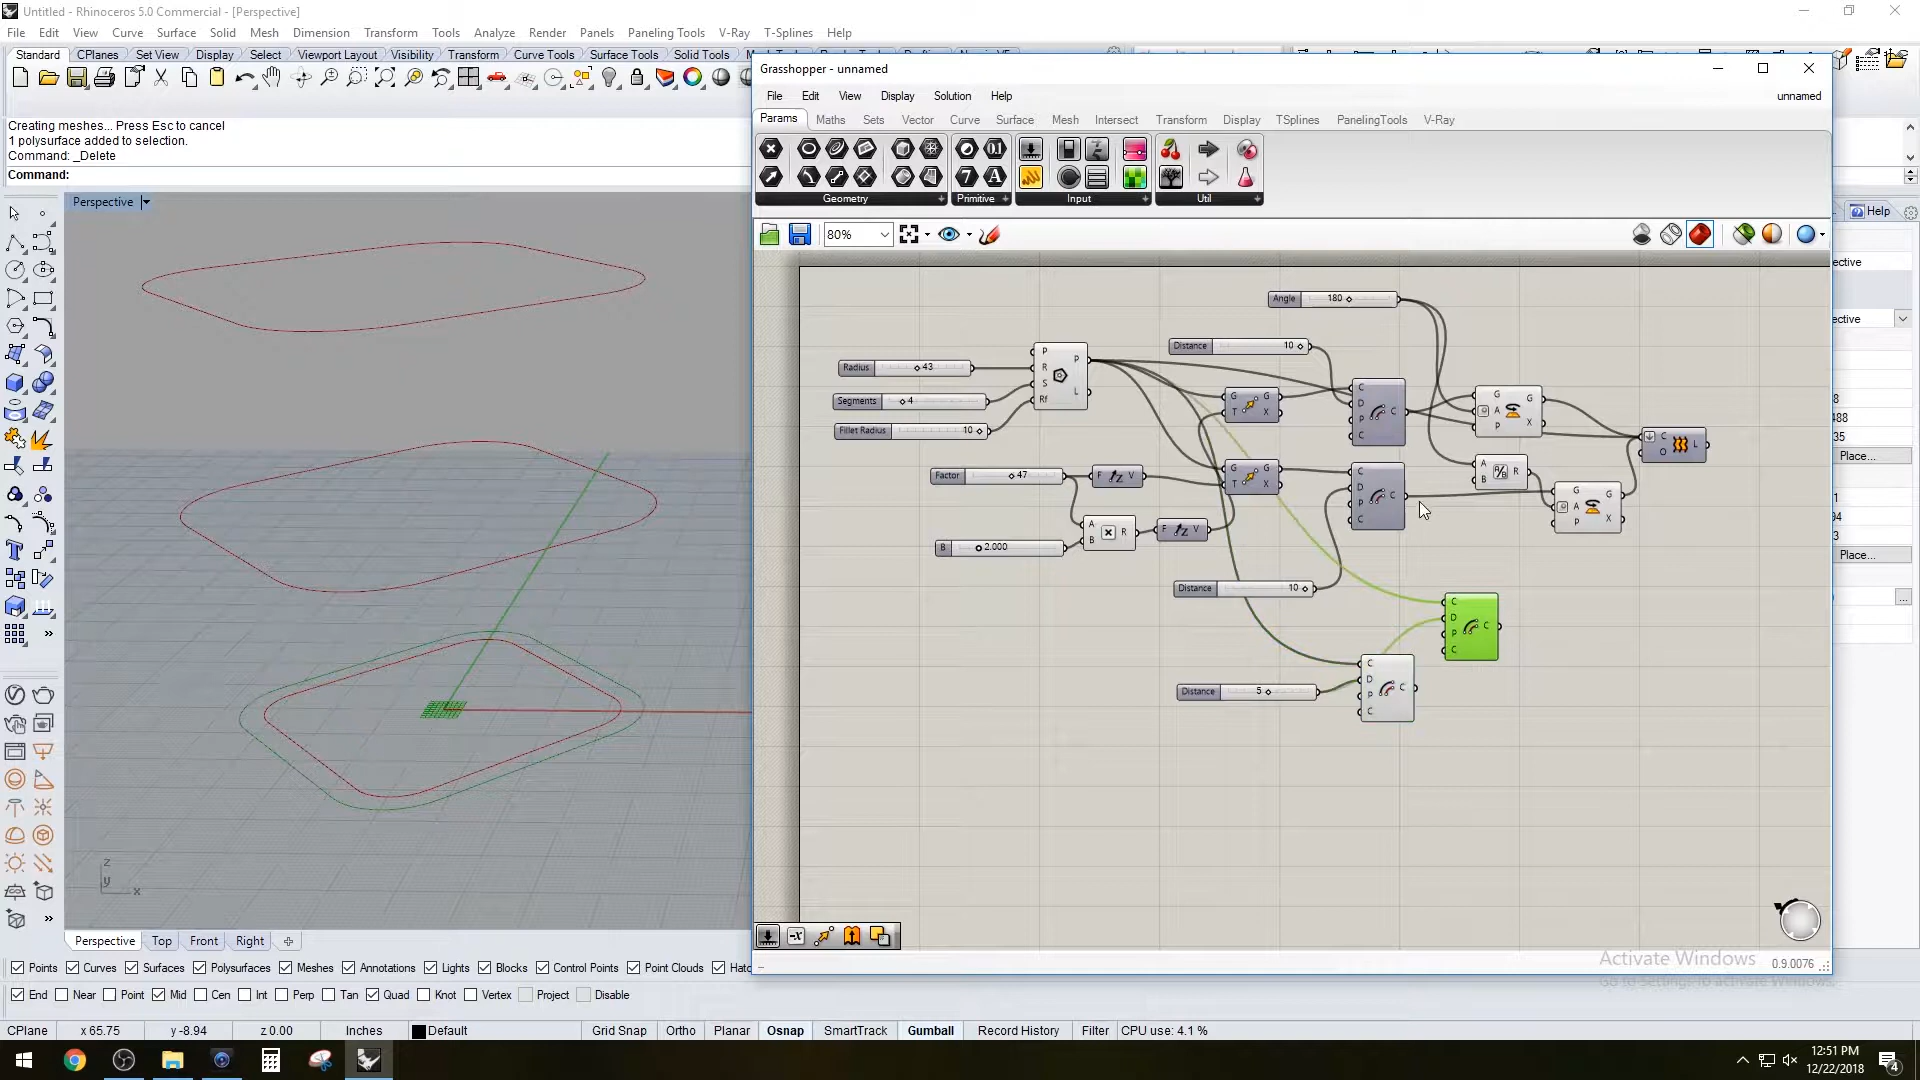 Untitled - Rhinoceros 5.0 Commercial - [Perspective]
File Edit View Curve Surface Solid Mesh Dimension Transform Tools Analyze Render Panels Paneling Tools V-Ray T-Splines Help
Standard CPlanes Set View Display Select Viewport Layout Visibility Transform Curve Tools Surface Tools Solid Tools
Creating meshes... Press Esc to cancel
1 polysurface added to selection.
Command: _Delete
Command:
Perspective
Grasshopper - unnamed
File Edit View Display Solution Help
unnamed
Params Maths Sets Vector Curve Surface Mesh Intersect Transform Display TSplines PanelingTools V-Ray
Geometry Primitive Input Util
80%
Help
Angle 180
Distance 10
Radius 43
Segments 4
Fillet Radius 10
P R S Rf P L
Factor 47
B 2.000
F V
A B R
F V
G T G X
G T G X
C D P C C
C D P C C
G A P G X
A B R
G A P G X
C O L
Distance 10
Distance 5
C D P C C
C D P C C
Place...
Place...
z
y
x
Perspective Top Front Right
Points Curves Surfaces Polysurfaces Meshes Annotations Lights Blocks Control Points Point Clouds
End Near Point Mid Cen Int Perp Tan Quad Knot Vertex Project Disable
Activate Windows
Go to Settings to activate Windows.
0.9.0076
CPlane x 65.75 y -8.94 z 0.00 Inches Default Grid Snap Ortho Planar Osnap SmartTrack Gumball Record History Filter CPU use: 4.1 %
12:51 PM
12/22/2018
4